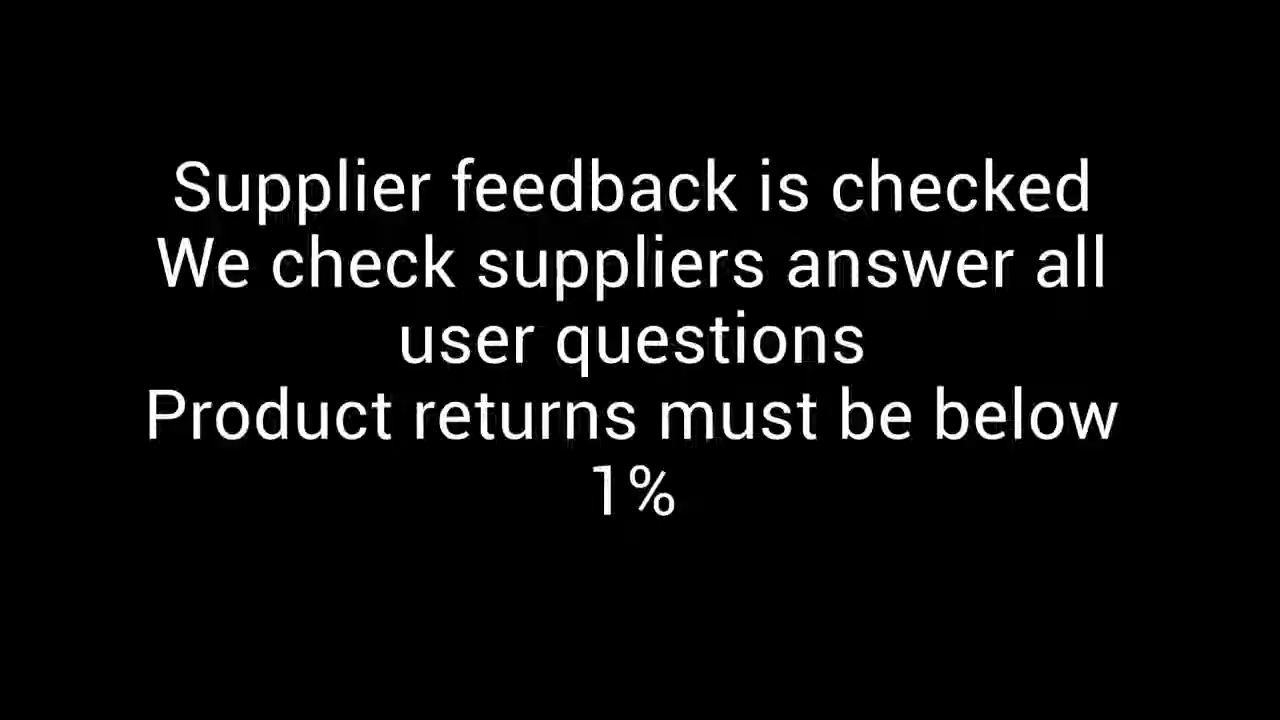 Supplier feedback is checked
We check suppliers answer all
user questions
Product returns must be below
1%